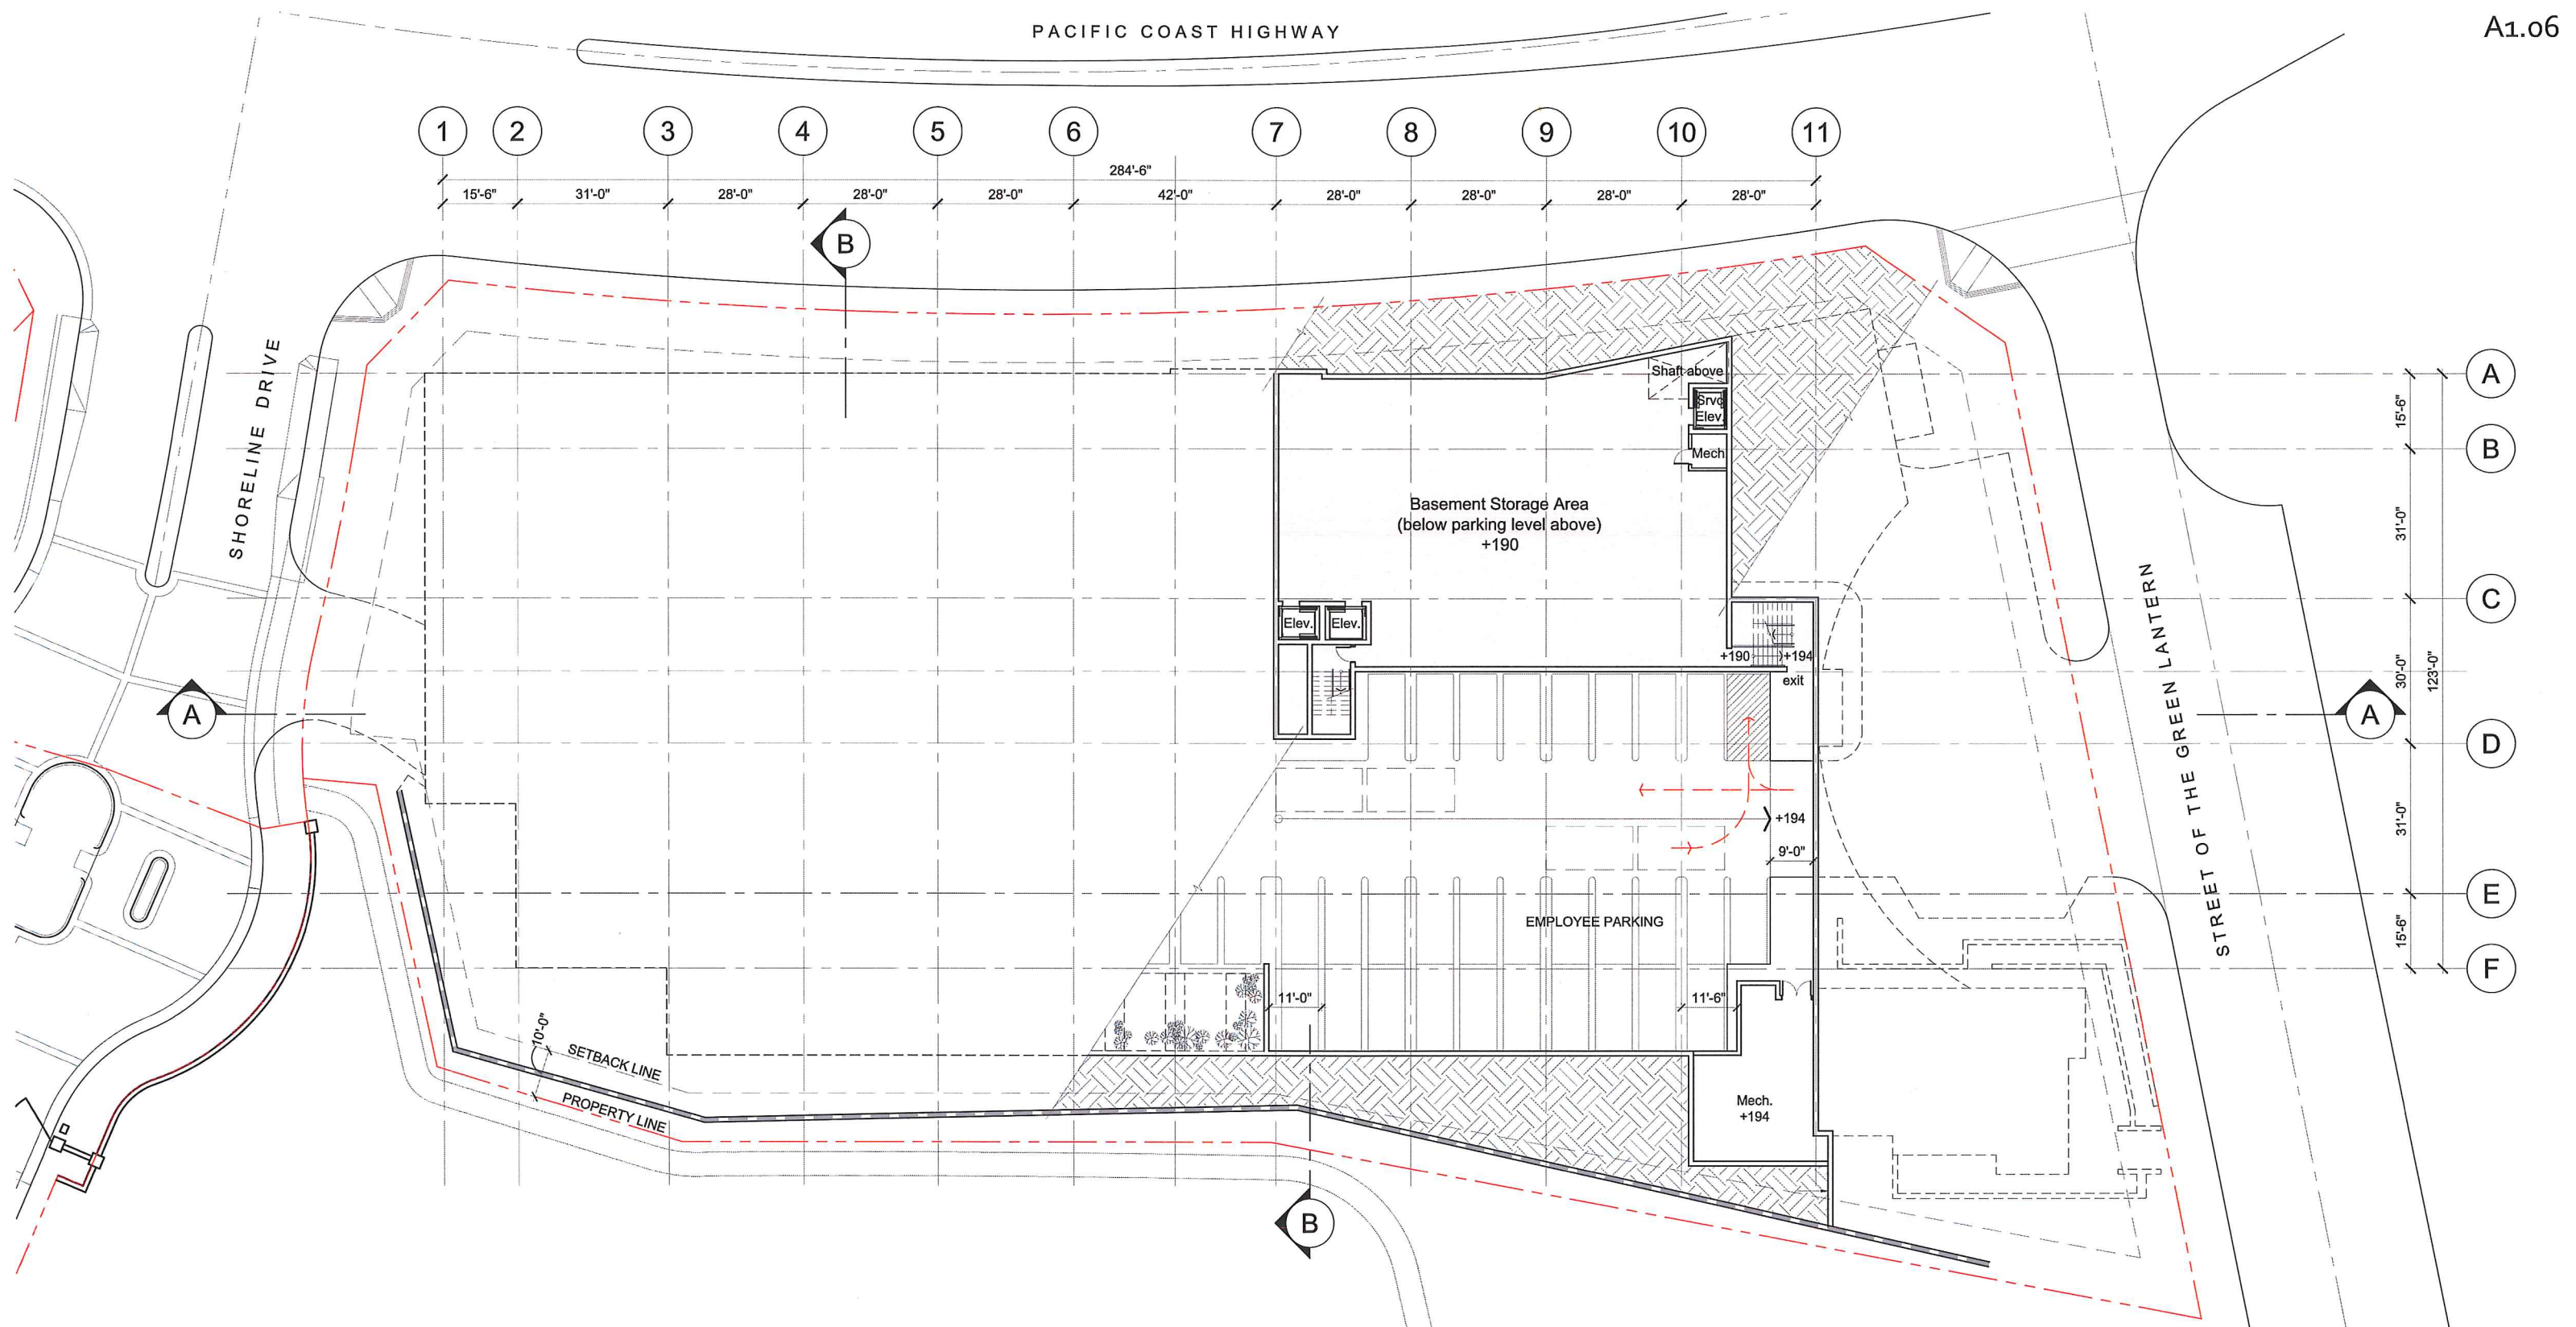 PACIFIC COAST HIGHWAY
A1.06
1 2 3 4 5 6 7 8 9 10 11
284'-6"
15'-6" 31'-0" 28'-0" 28'-0" 28'-0" 42'-0" 28'-0" 28'-0" 28'-0" 28'-0"
B
SHORELINE DRIVE
A
15'-6"
B
31'-0"
C
30'-0"
123'-0"
D
31'-0"
E
15'-6"
F
Shaft above
Srvc
Elev.
Mech.
Basement Storage Area
(below parking level above)
+190
Elev. Elev.
+190 +194
exit
A
A
STREET OF THE GREEN LANTERN
+194
9'-0"
EMPLOYEE PARKING
11'-0"
11'-6"
10'-0"
SETBACK LINE
PROPERTY LINE
Mech.
+194
B